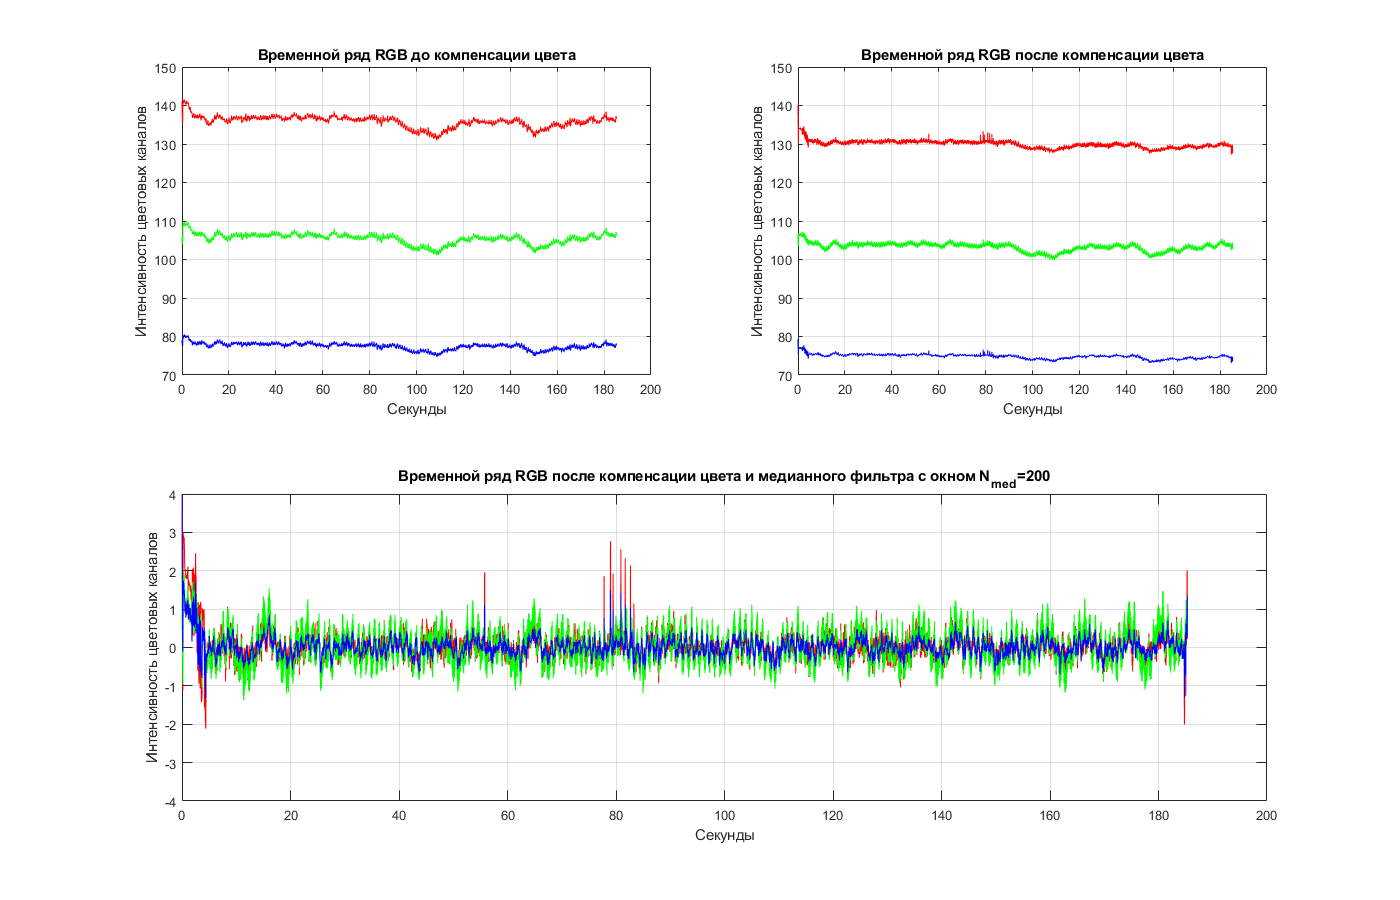 Временной ряд RGB до компенсации цвета
Интенсивность цветовых каналов
150
140
130
120
110
100
90
80
70
0 20 40 60 80 100 120 140 160 180 200
Секунды
Временной ряд RGB после компенсации цвета
Интенсивность цветовых каналов
150
140
130
120
110
100
90
80
70
0 20 40 60 80 100 120 140 160 180 200
Секунды
Временной ряд RGB после компенсации цвета и медианного фильтра с окном N_med=200
Интенсивность цветовых каналов
4
3
2
1
0
-1
-2
-3
-4
0 20 40 60 80 100 120 140 160 180 200
Секунды